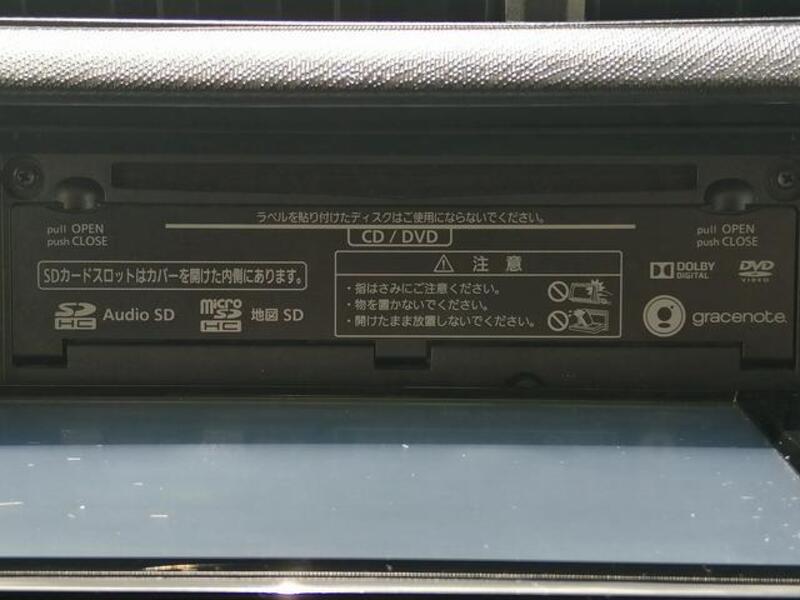 ラベルを貼り付けたディスクはご使用にならないでください。
CD / DVD
pull OPEN
push CLOSE
pull OPEN
push CLOSE
SDカードスロットはカバーを開けた内側にあります。
SD HC Audio SD
micro SD HC 地図 SD
⚠ 注 意
・指はさみにご注意ください。
・物を置かないでください。
・開けたまま放置しないでください。
DOLBY DIGITAL
DVD VIDEO
gracenote.